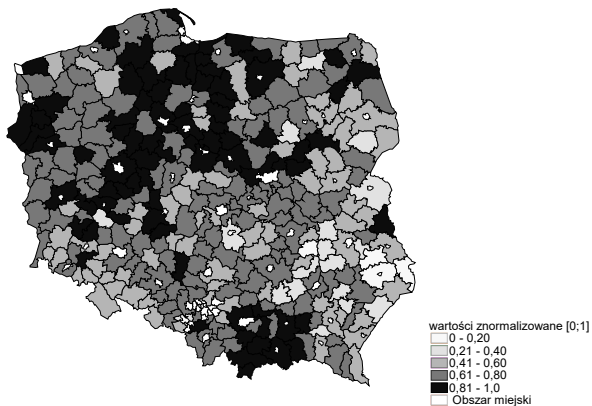 wartości znormalizowane [0;1]
0 - 0,20
0,21 - 0,40
0,41 - 0,60
0,61 - 0,80
0,81 - 1,0
Obszar miejski